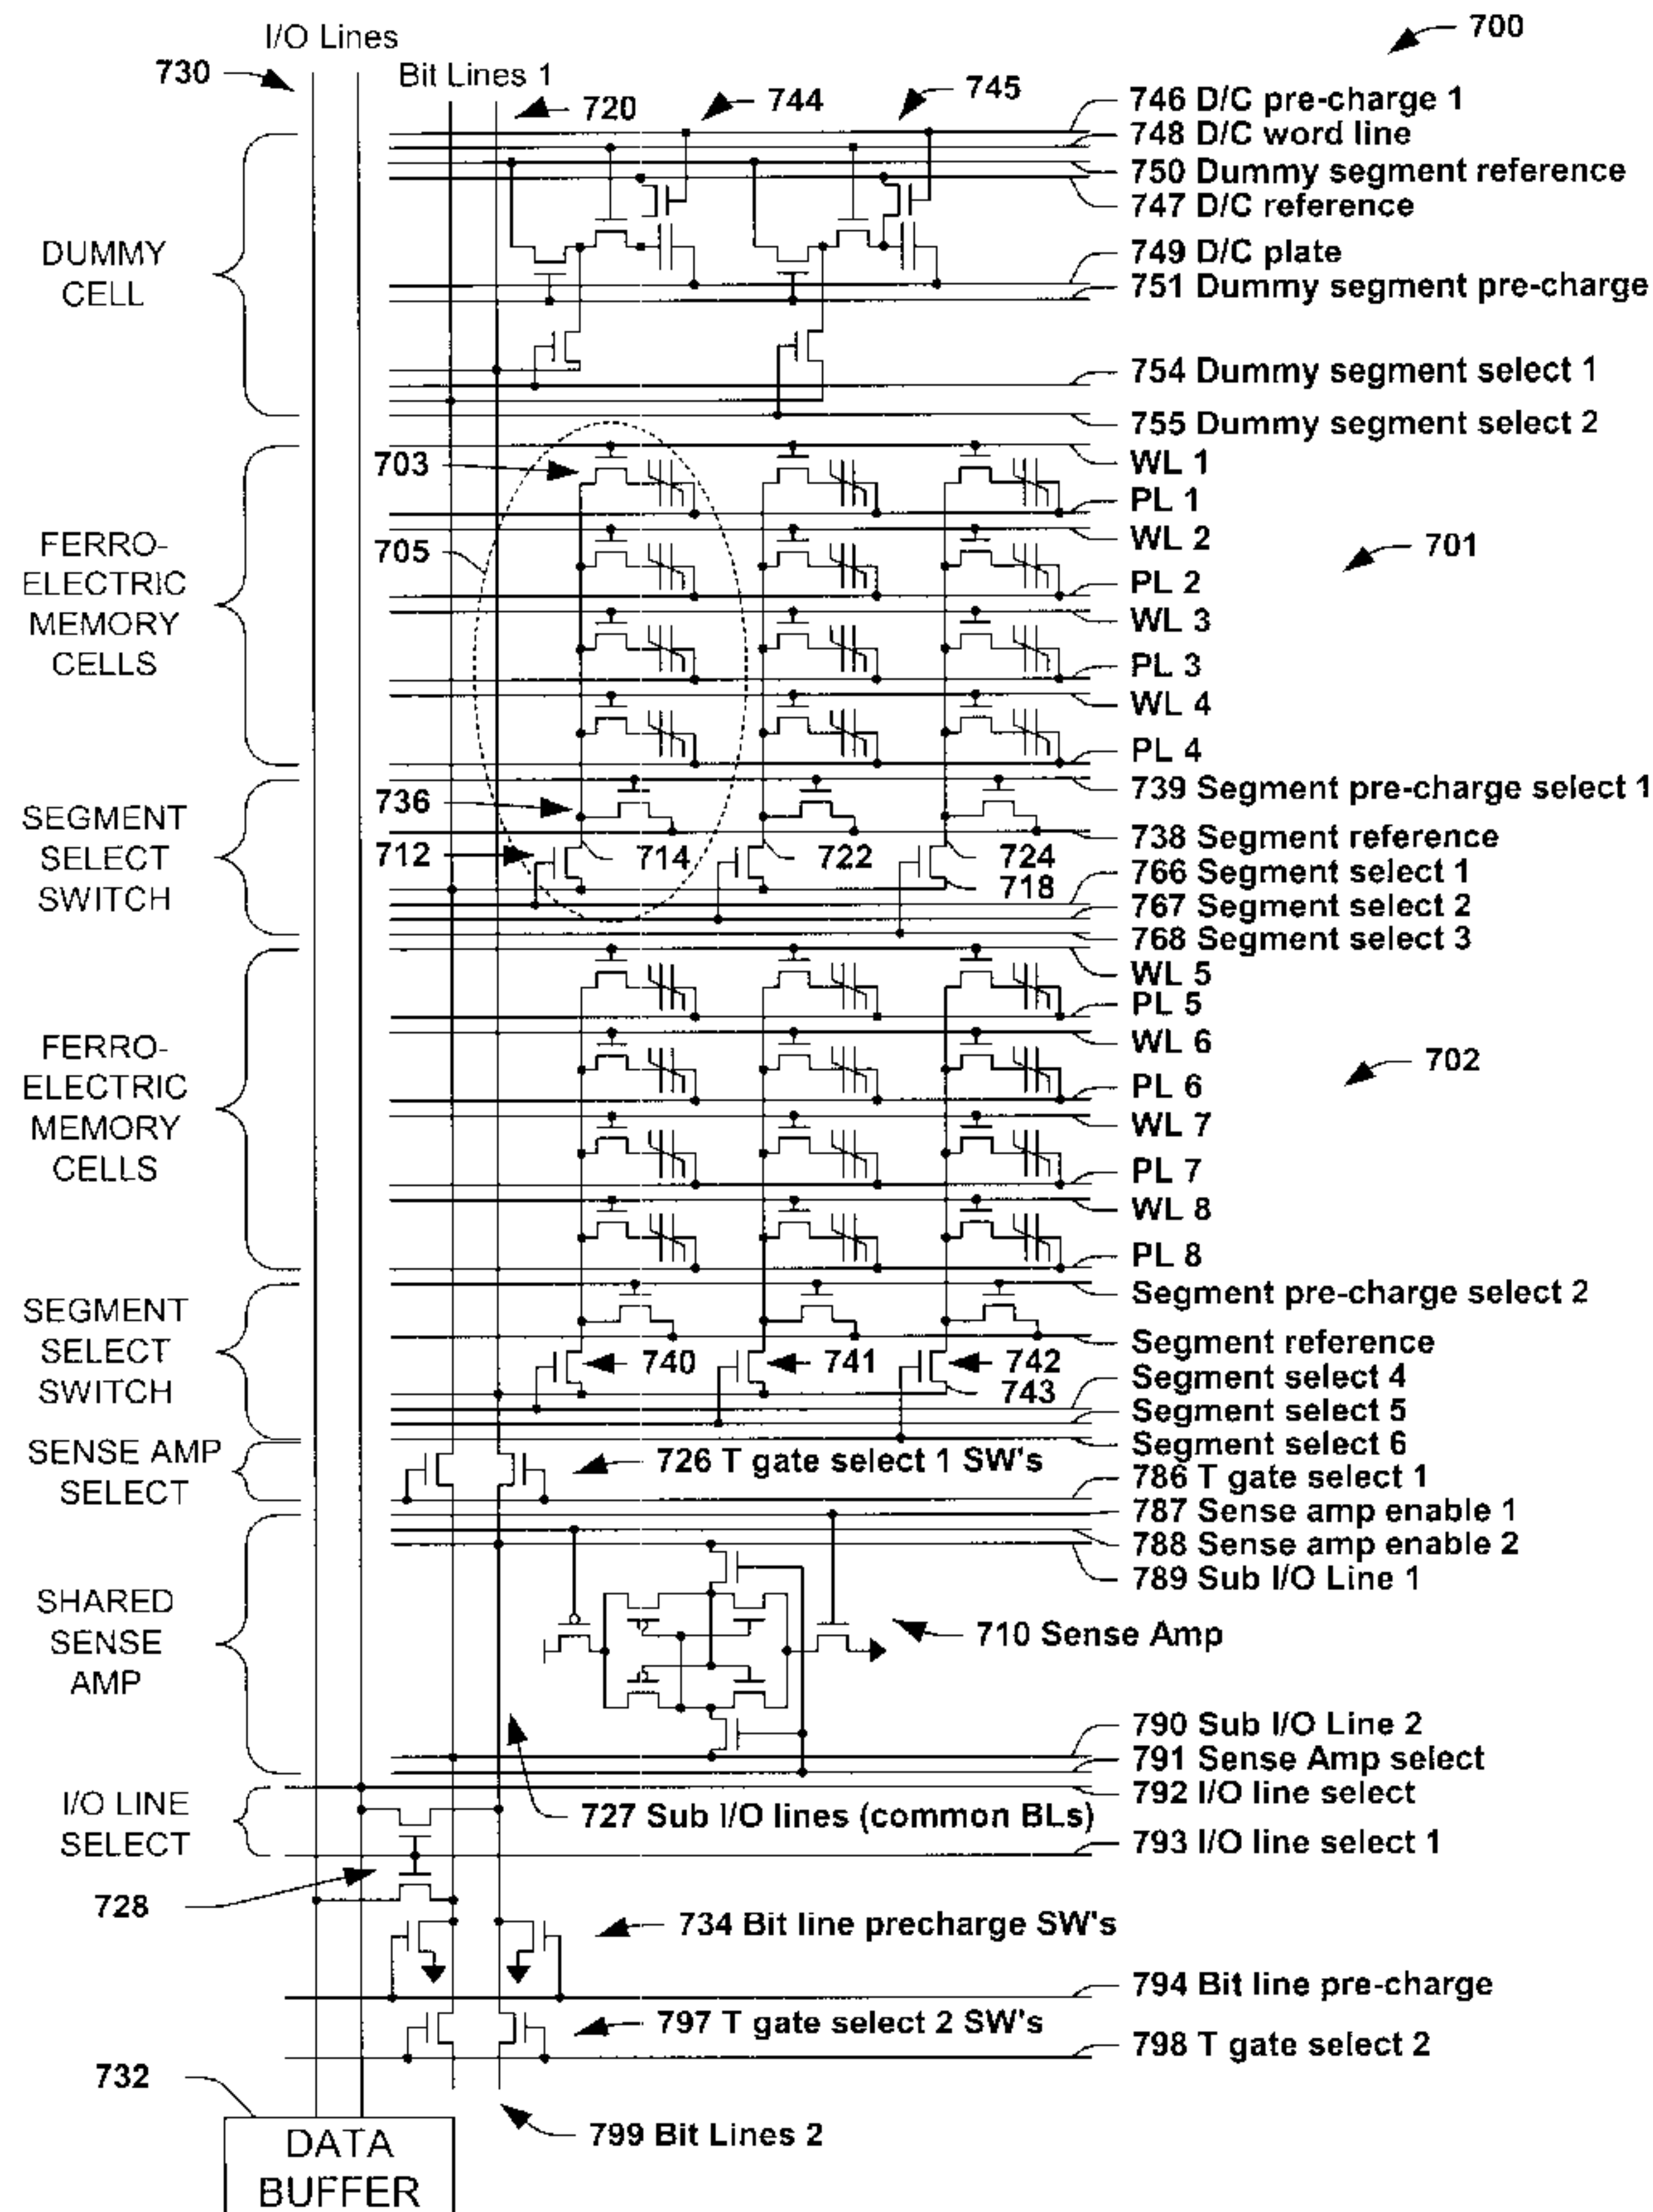 I/O Lines
700
730
Bit Lines 1
720
744
745
746 D/C pre-charge 1
748 D/C word line
750 Dummy segment reference
747 D/C reference
DUMMY
CELL
749 D/C plate
751 Dummy segment pre-charge
754 Dummy segment select 1
755 Dummy segment select 2
703
WL 1
PL 1
FERRO-
ELECTRIC
MEMORY
CELLS
705
WL 2
701
PL 2
WL 3
PL 3
WL 4
PL 4
SEGMENT
SELECT
SWITCH
736
739 Segment pre-charge select 1
738 Segment reference
712
714
722
724
718
766 Segment select 1
767 Segment select 2
768 Segment select 3
WL 5
PL 5
FERRO-
ELECTRIC
MEMORY
CELLS
WL 6
702
PL 6
WL 7
PL 7
WL 8
PL 8
SEGMENT
SELECT
SWITCH
Segment pre-charge select 2
Segment reference
740
741
742
743
Segment select 4
Segment select 5
Segment select 6
SENSE AMP
SELECT
726 T gate select 1 SW's
786 T gate select 1
787 Sense amp enable 1
788 Sense amp enable 2
789 Sub I/O Line 1
SHARED
SENSE
AMP
710 Sense Amp
790 Sub I/O Line 2
791 Sense Amp select
792 I/O line select
I/O LINE
SELECT
727 Sub I/O lines (common BLs)
793 I/O line select 1
728
734 Bit line precharge SW's
794 Bit line pre-charge
797 T gate select 2 SW's
798 T gate select 2
732
799 Bit Lines 2
DATA
BUFFER